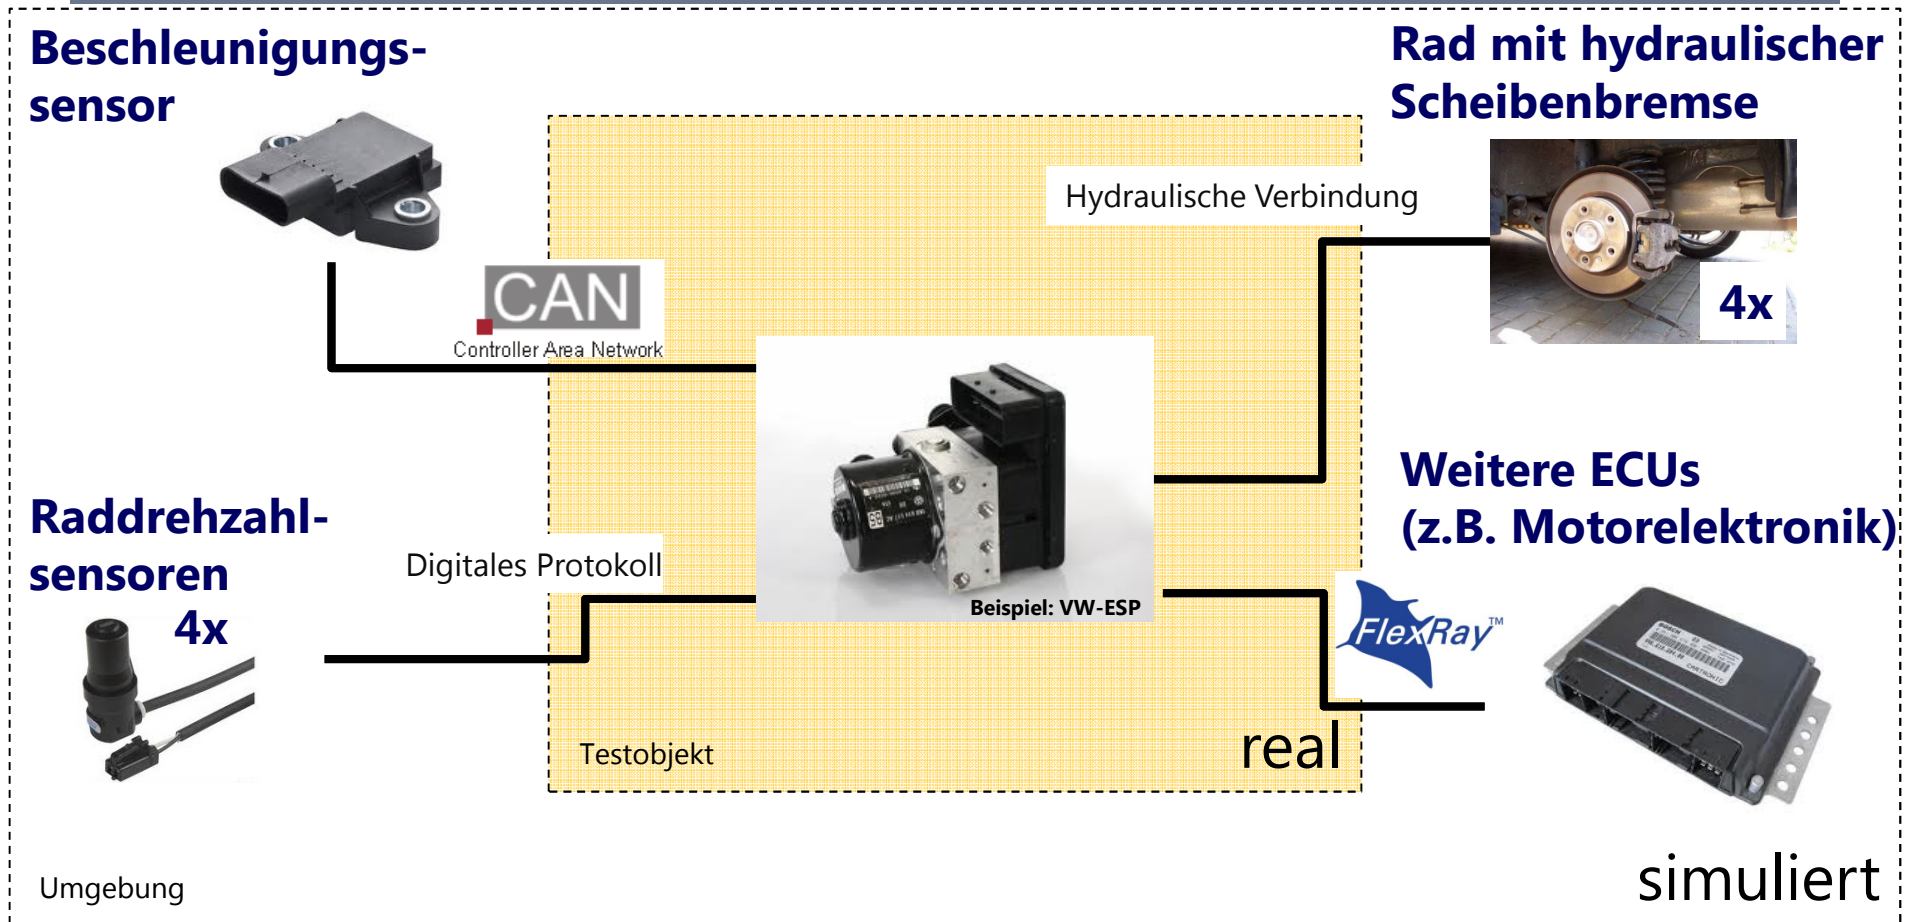 Beschleunigungs-
sensor
Rad mit hydraulischer
Scheibenbremse
Hydraulische Verbindung
4x
CAN
Controller Area Network
Weitere ECUs
(z.B. Motorelektronik)
Raddrehzahl-
sensoren
4x
Digitales Protokoll
Beispiel: VW-ESP
FlexRay™
BOSCH
Testobjekt
real
Umgebung
simuliert